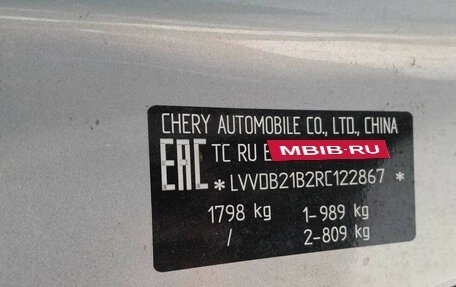 CHERY AUTOMOBILE CO., LTD., CHINA
EAC TC RU E MBIB-RU
*LVVDB21B2RC122867*
1798 kg 1-989 kg
/ 2-809 kg